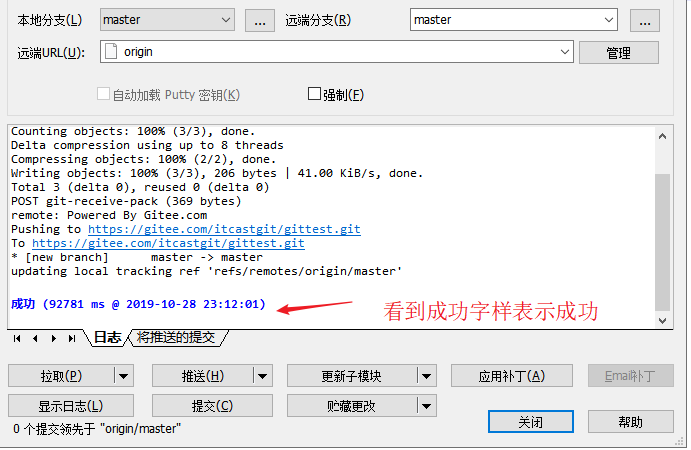 本地分支(L) master ... 远端分支(R) master ...
远端URL(U): origin 管理
自动加载 Putty 密钥(K) 强制(F)
Counting objects: 100% (3/3), done.
Delta compression using up to 8 threads
Compressing objects: 100% (2/2), done.
Writing objects: 100% (3/3), 206 bytes | 41.00 KiB/s, done.
Total 3 (delta 0), reused 0 (delta 0)
POST git-receive-pack (369 bytes)
remote: Powered By Gitee.com
Pushing to https://gitee.com/itcastgit/gittest.git
To https://gitee.com/itcastgit/gittest.git
* [new branch]      master -> master
updating local tracking ref 'refs/remotes/origin/master'
成功 (92781 ms @ 2019-10-28 23:12:01)
看到成功字样表示成功
日志 将推送的提交
拉取(P) 推送(H) 更新子模块 应用补丁(A) Email补丁
显示日志(L) 提交(C) 贮藏更改
关闭 帮助
0 个提交领先于 "origin/master"